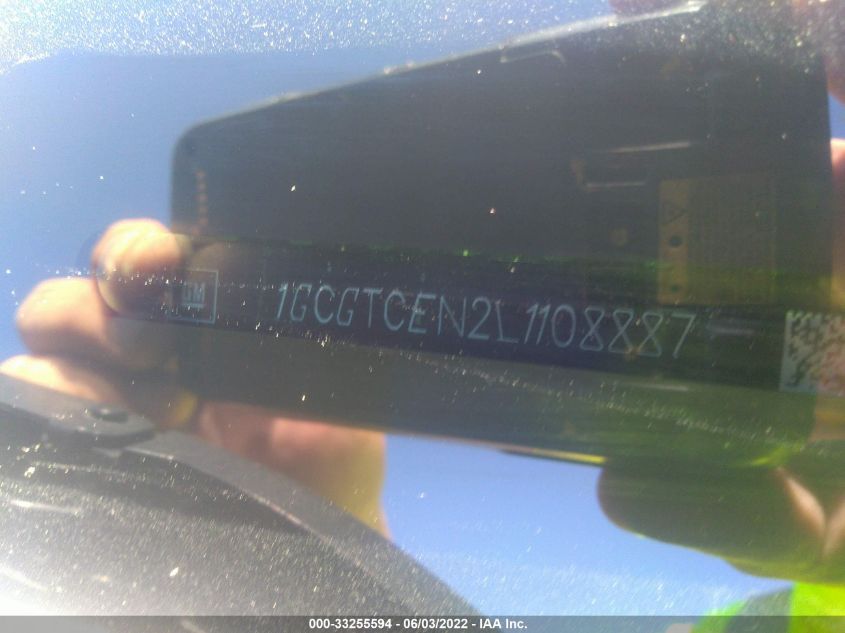 GM 1GCGTCEN2L1108887
000-33255594 - 06/03/2022 - IAA Inc.